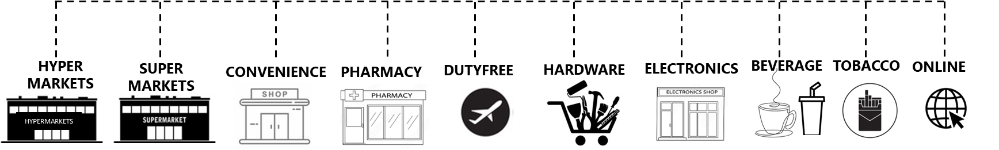 HYPER
MARKETS
SUPER
MARKETS
CONVENIENCE
PHARMACY
DUTYFREE
HARDWARE
ELECTRONICS
BEVERAGE
TOBACCO
ONLINE
HYPERMARKETS
SUPERMARKET
SHOP
PHARMACY
ELECTRONICS SHOP